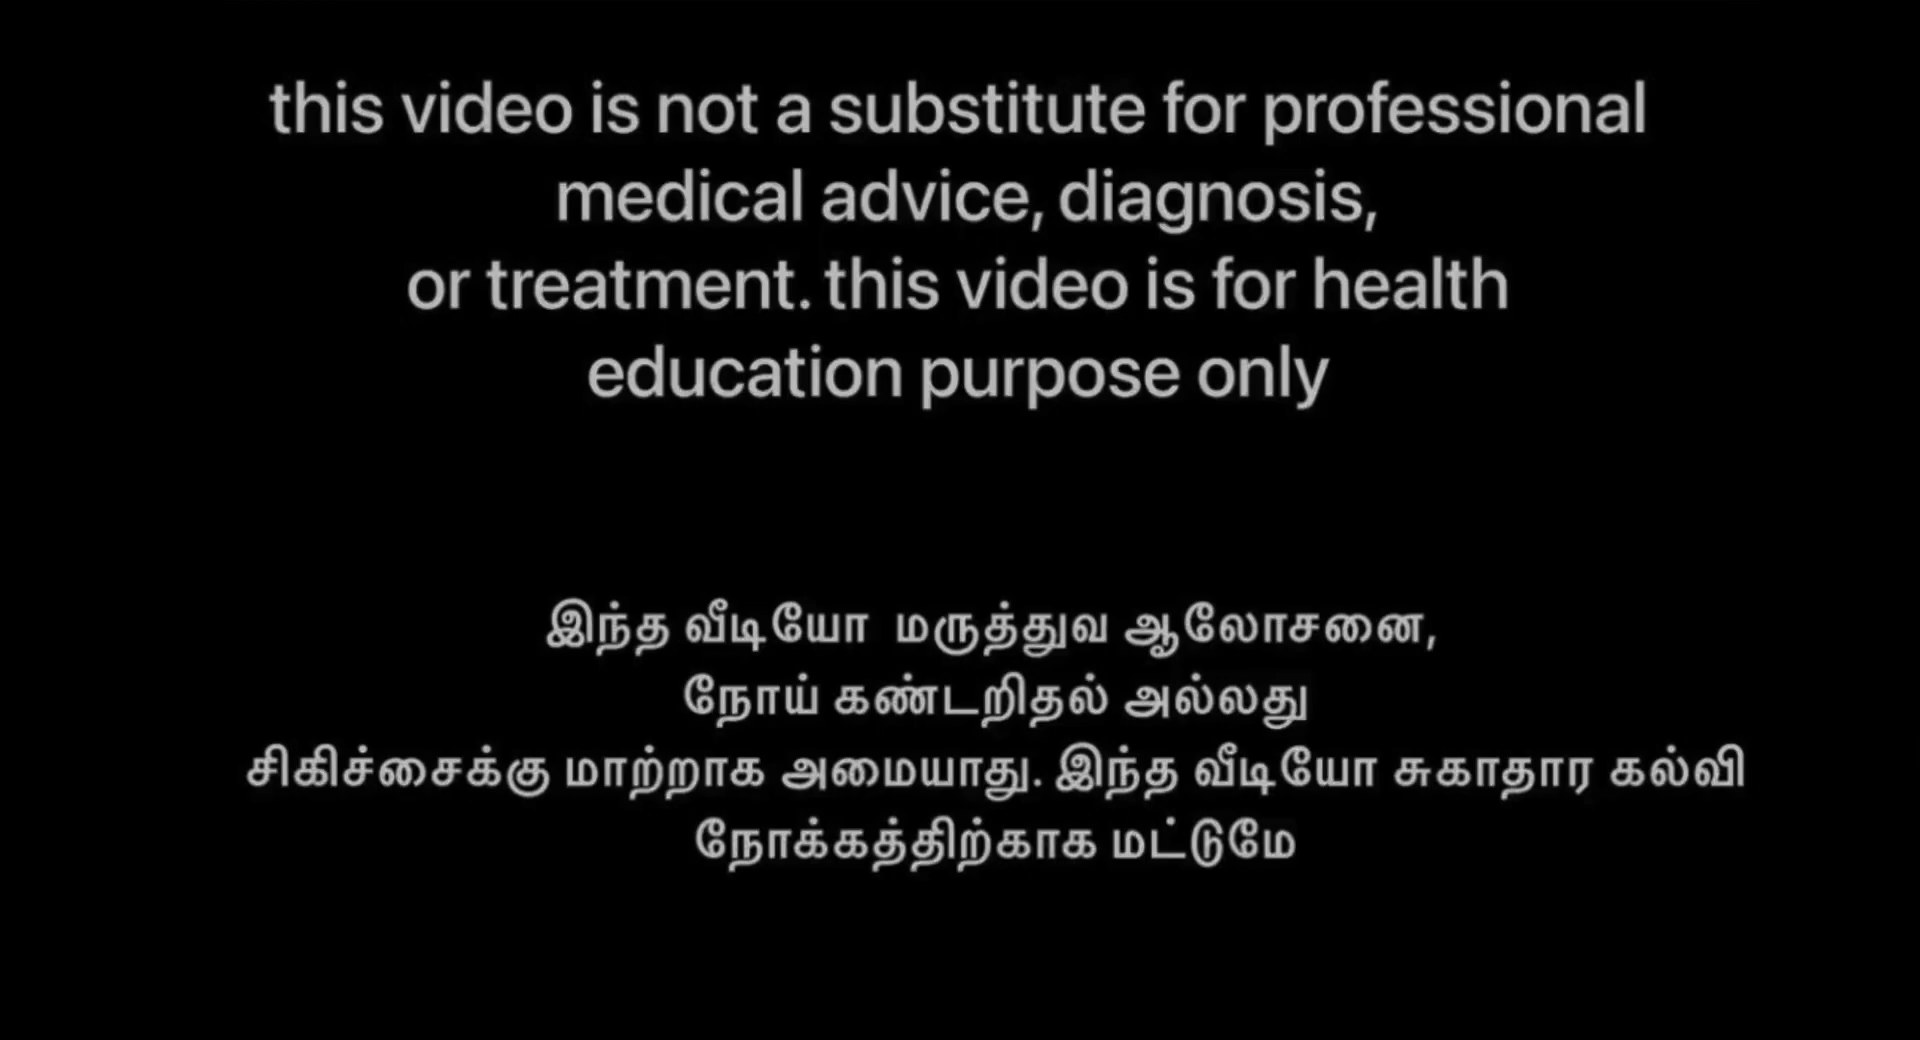 this video is not a substitute for professional
medical advice, diagnosis,
or treatment. this video is for health
education purpose only
இந்த வீடியோ மருத்துவ ஆலோசனை,
நோய் கண்டறிதல் அல்லது
சிகிச்சைக்கு மாற்றாக அமையாது. இந்த வீடியோ சுகாதார கல்வி
நோக்கத்திற்காக மட்டுமே